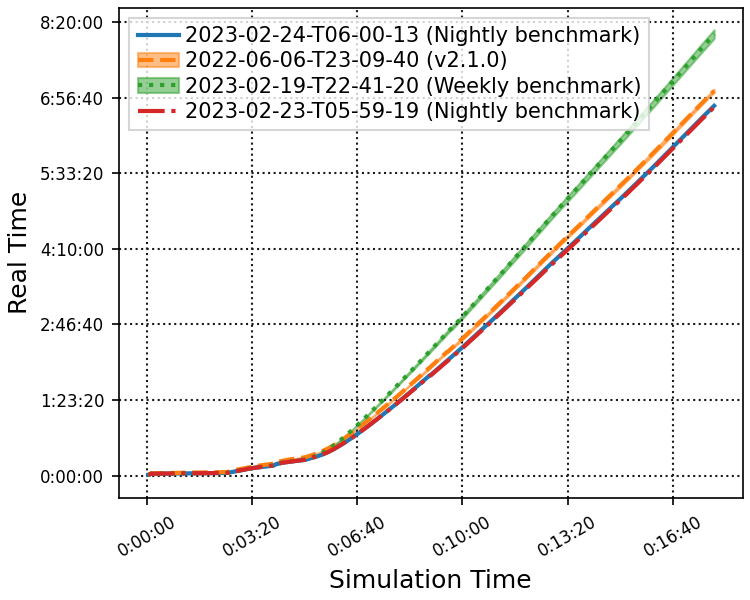 2023-02-24-T06-00-13 (Nightly benchmark)
2022-06-06-T23-09-40 (v2.1.0)
2023-02-19-T22-41-20 (Weekly benchmark)
2023-02-23-T05-59-19 (Nightly benchmark)
Real Time
8:20:00
6:56:40
5:33:20
4:10:00
2:46:40
1:23:20
0:00:00
0:00:00
0:03:20
0:06:40
0:10:00
0:13:20
0:16:40
Simulation Time